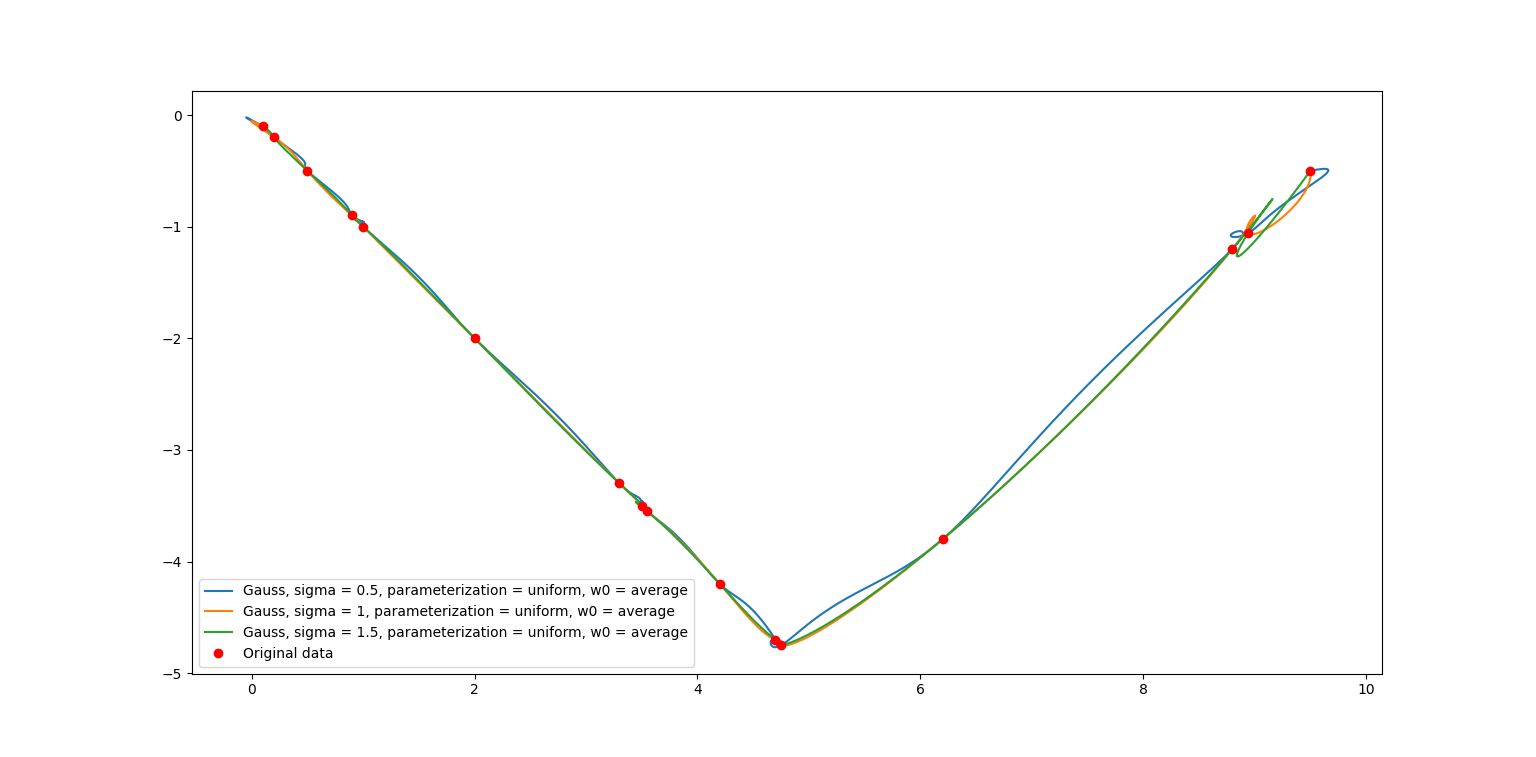 0
−1
−2
−3
−4
−5
Gauss, sigma = 0.5, parameterization = uniform, w0 = average
Gauss, sigma = 1, parameterization = uniform, w0 = average
Gauss, sigma = 1.5, parameterization = uniform, w0 = average
Original data
0 2 4 6 8 10